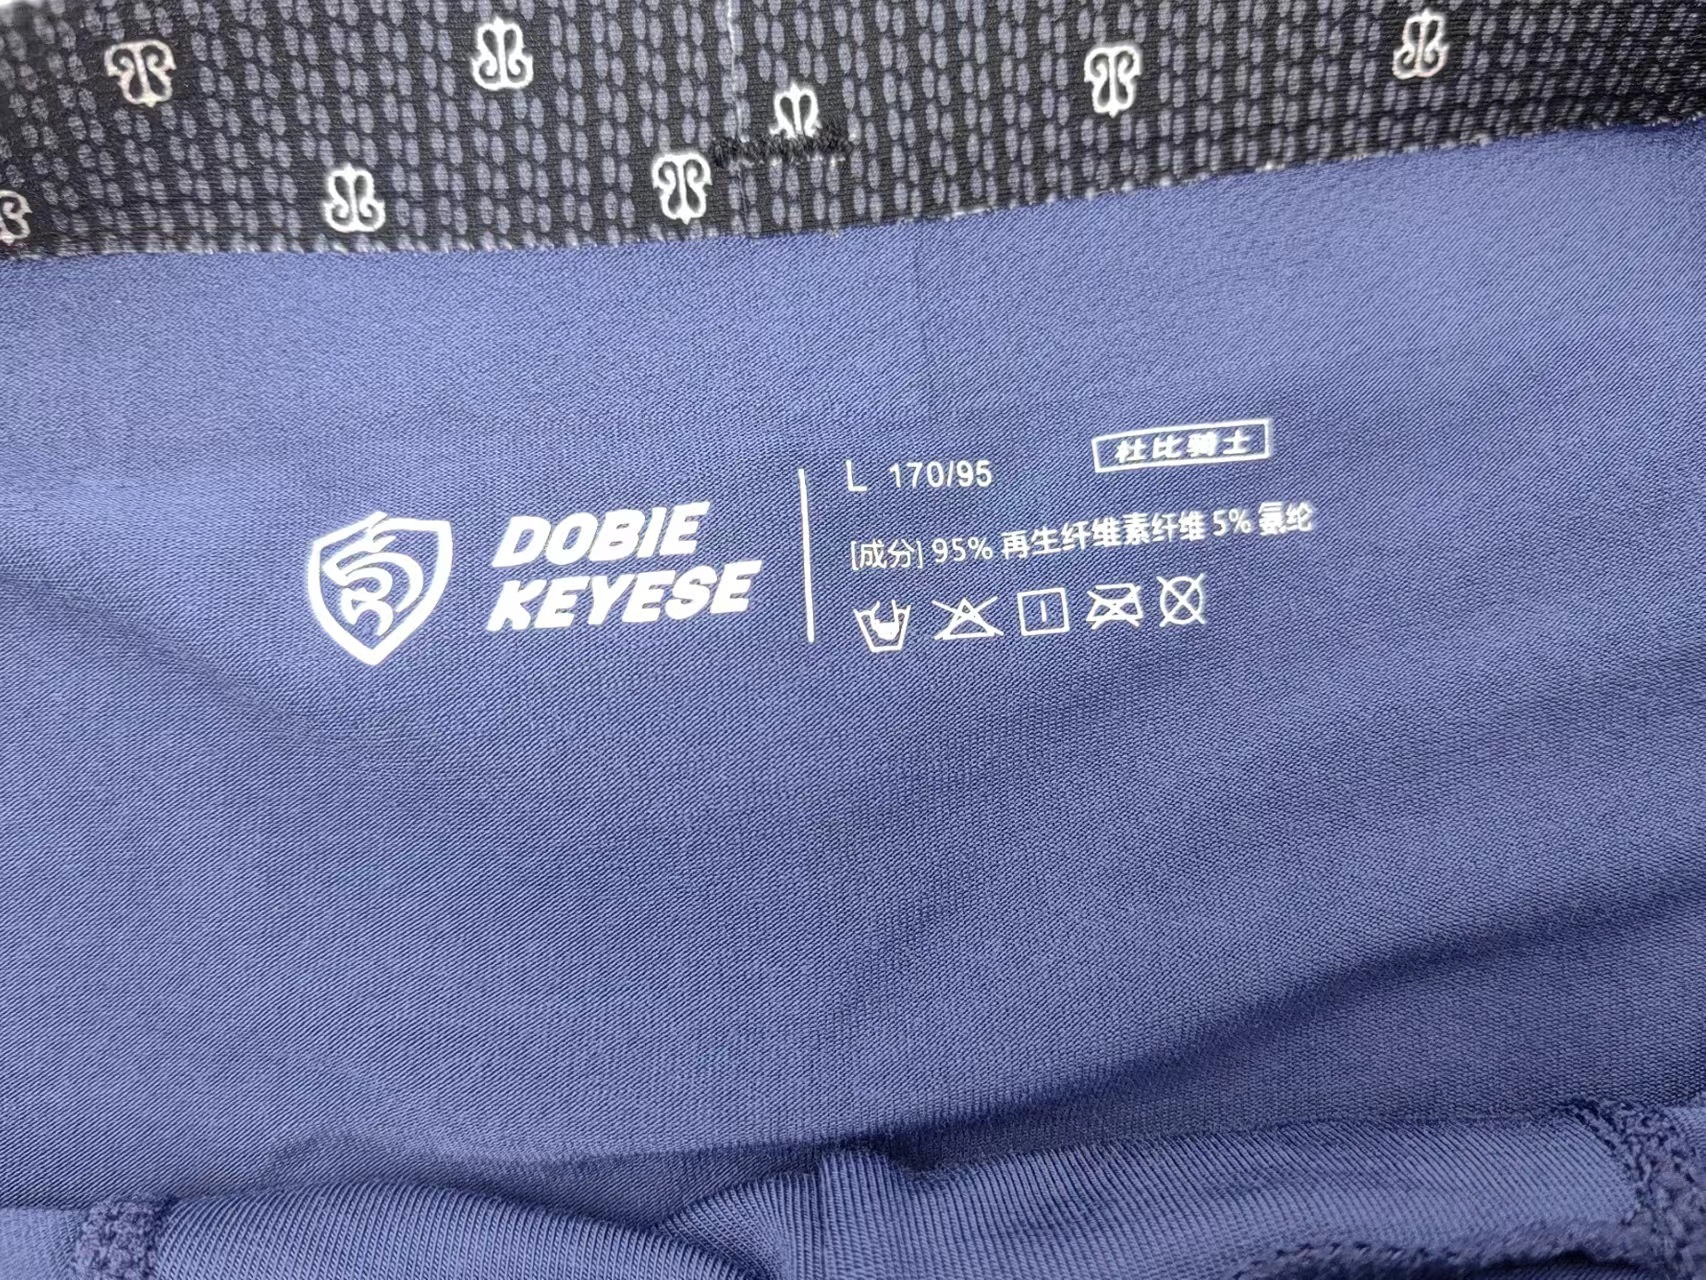 DOBIE
KEYESE
L 170/95
杜比骑士
[成分] 95% 再生纤维素纤维 5% 氨纶